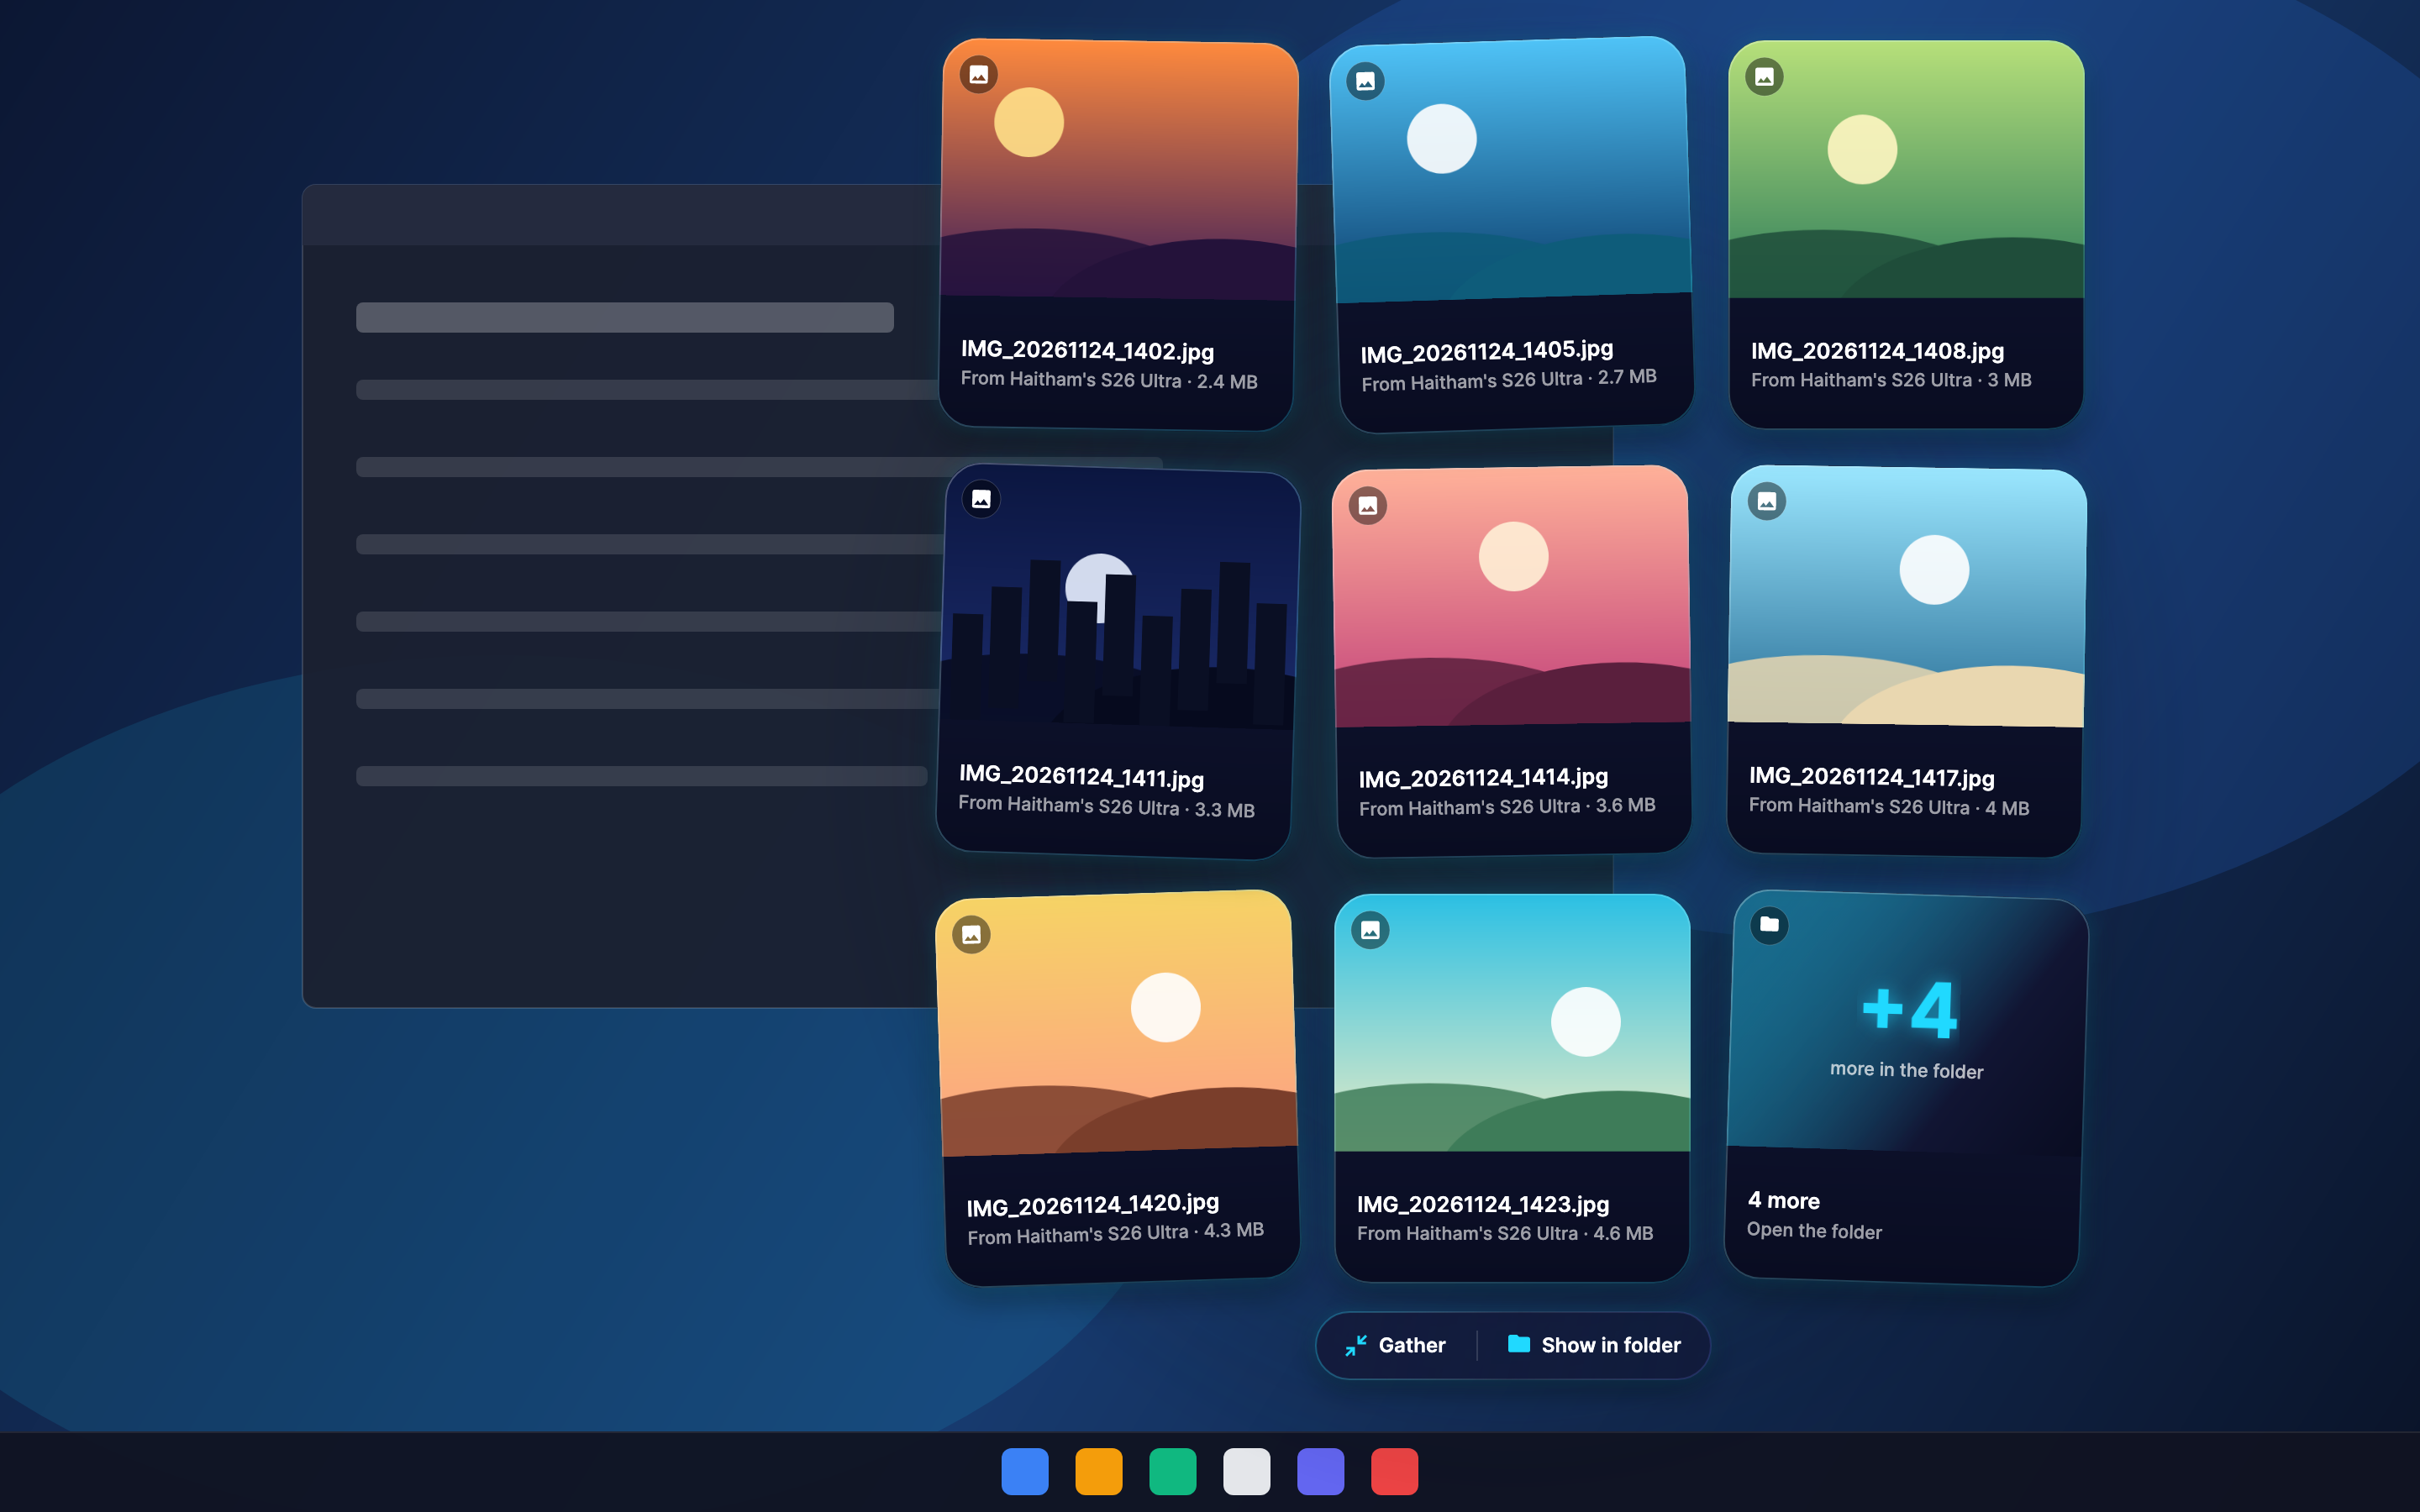 IMG_20261124_1402.jpg
From Haitham's S26 Ultra · 2.4 MB
IMG_20261124_1405.jpg
From Haitham's S26 Ultra · 2.7 MB
IMG_20261124_1408.jpg
From Haitham's S26 Ultra · 3 MB
IMG_20261124_1411.jpg
From Haitham's S26 Ultra · 3.3 MB
IMG_20261124_1414.jpg
From Haitham's S26 Ultra · 3.6 MB
IMG_20261124_1417.jpg
From Haitham's S26 Ultra · 4 MB
IMG_20261124_1420.jpg
From Haitham's S26 Ultra · 4.3 MB
IMG_20261124_1423.jpg
From Haitham's S26 Ultra · 4.6 MB
+4
more in the folder
4 more
Open the folder
Gather
Show in folder